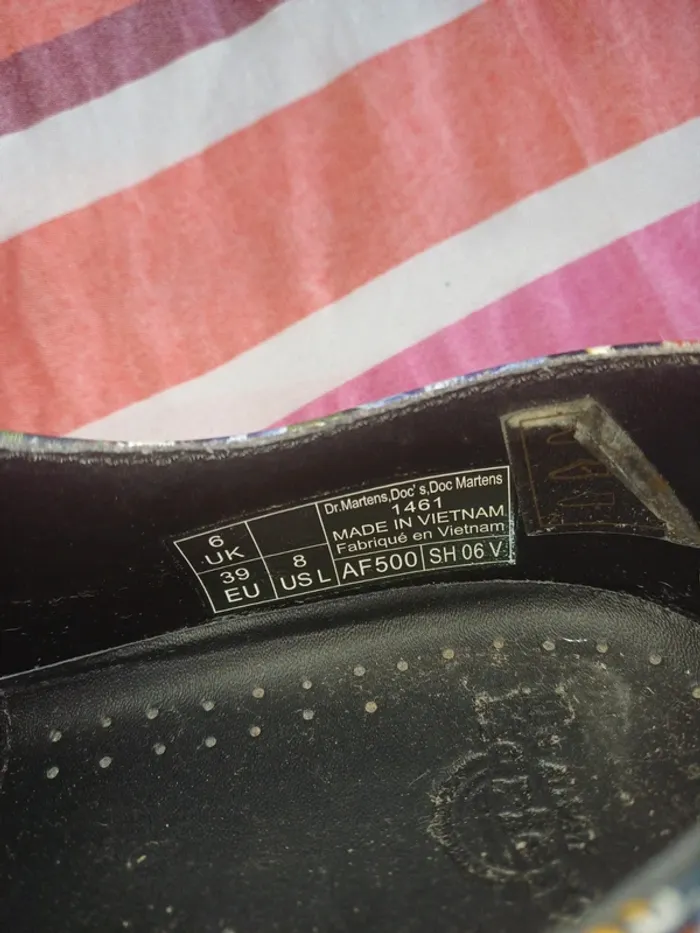 6
UK
39
EU
8
US L
Dr.Martens,Doc's,Doc Martens
1461
MADE IN VIETNAM
Fabriqué en Vietnam
AF500
SH 06 V